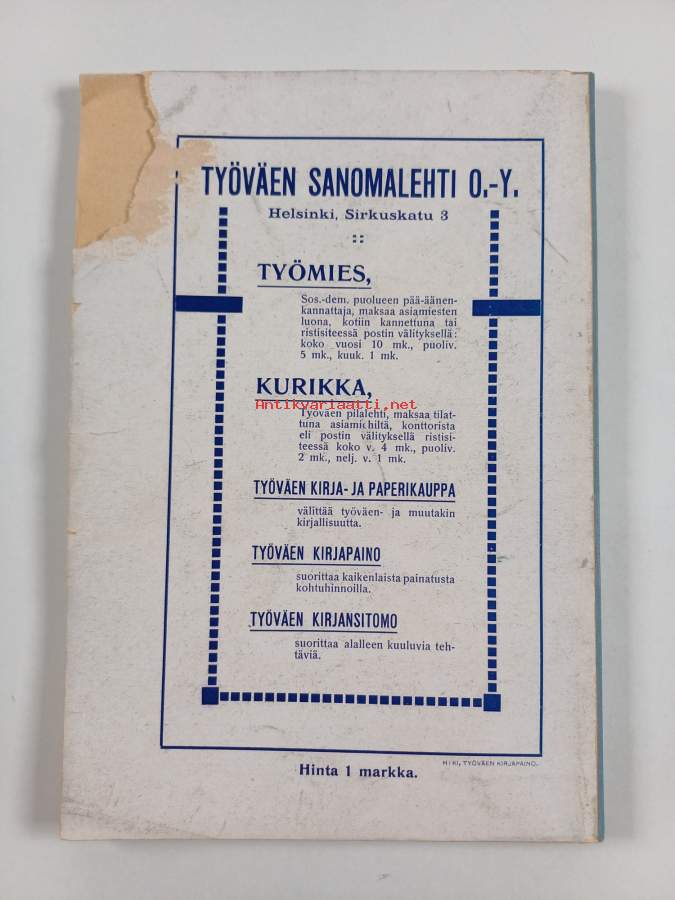 TYÖVÄEN SANOMALEHTI O.-Y.
Helsinki, Sirkuskatu 3
TYÖMIES,
Sos.-dem. puolueen pää-äänen-
kannattaja, maksaa asiamiesten
luona, kotiin kannettuna tai
ristisiteessä postin välityksellä:
koko vuosi 10 mk., puoliv.
5 mk., kuuk. 1 mk.
KURIKKA,
Antikvariaatti.net
Työväen pilalehti, maksaa tilat-
tuna asiamiehiltä, konttorista
eli postin välityksellä ristisi-
teessä koko v. 4 mk., puoliv.
2 mk., nelj. v. 1 mk.
TYÖVÄEN KIRJA- JA PAPERIKAUPPA
välittää työväen- ja muutakin
kirjallisuutta.
TYÖVÄEN KIRJAPAINO
suorittaa kaikenlaista painatusta
kohtuhinnoilla.
TYÖVÄEN KIRJANSITOMO
suorittaa alalleen kuuluvia teh-
täviä.
H:KI, TYÖVÄEN KIRJAPAINO.
Hinta 1 markka.